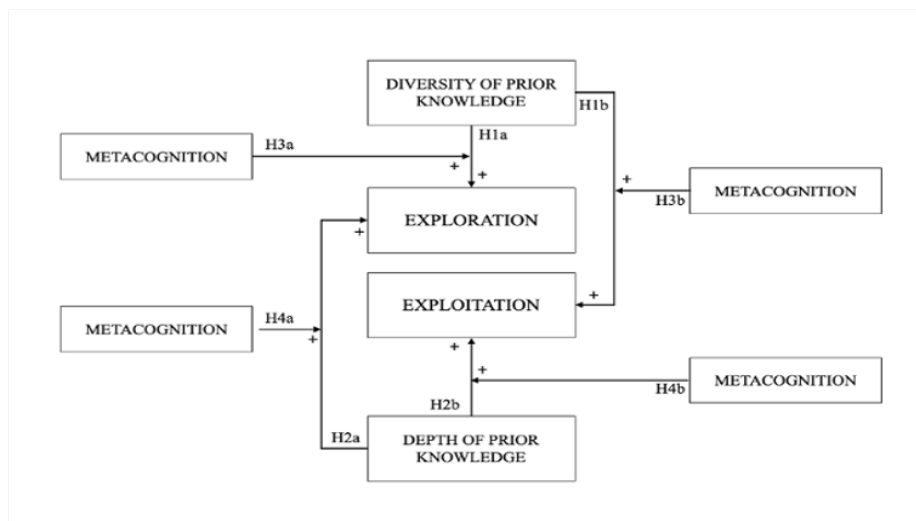 DIVERSITY OF PRIOR
KNOWLEDGE
H1b
H1a
H3a
METACOGNITION
+
+
+
METACOGNITION
H3b
EXPLORATION
+
EXPLOITATION
+
H4a
METACOGNITION
+
+
+
METACOGNITION
H4b
H2b
H2a
DEPTH OF PRIOR
KNOWLEDGE